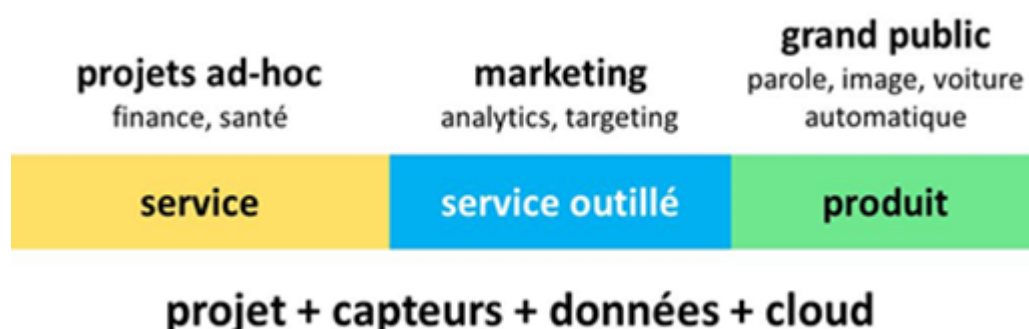 projets ad-hoc
finance, santé
marketing
analytics, targeting
grand public
parole, image, voiture
automatique
service
service outillé
produit
projet + capteurs + données + cloud